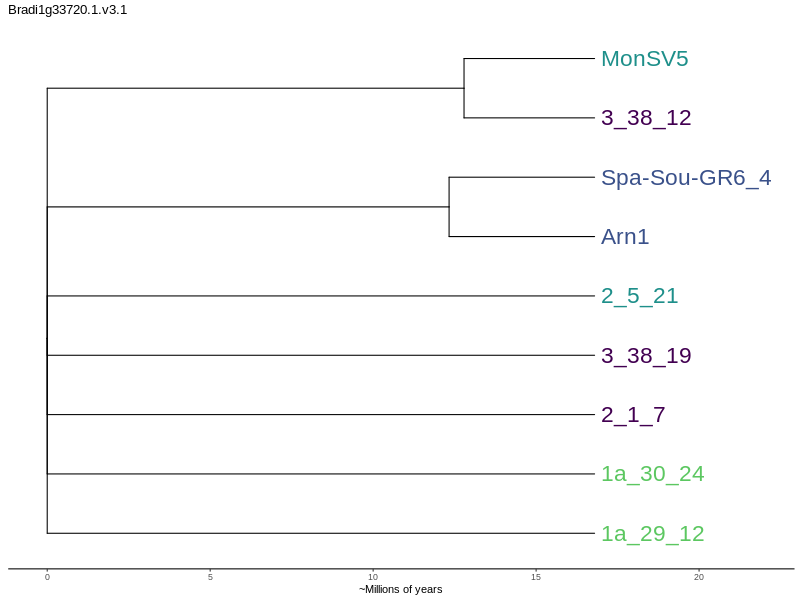 Bradi1g33720.1.v3.1
MonSV5
3_38_12
Spa-Sou-GR6_4
Arn1
2_5_21
3_38_19
2_1_7
1a_30_24
1a_29_12
0 5 10 15 20
~Millions of years